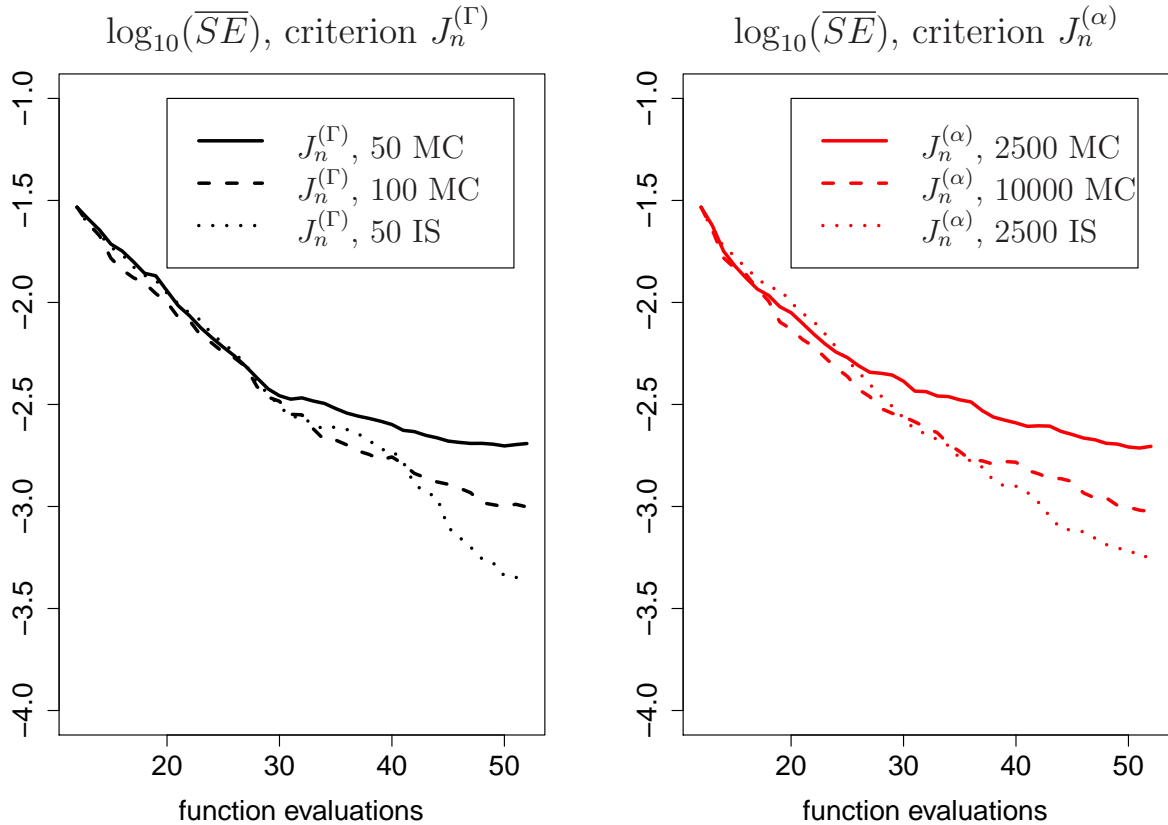 log₁₀(S̅E̅), criterion Jₙ^(Γ)
−1.0
−1.5
−2.0
−2.5
−3.0
−3.5
−4.0
Jₙ^(Γ), 50 MC
Jₙ^(Γ), 100 MC
Jₙ^(Γ), 50 IS
20 30 40 50
function evaluations
log₁₀(S̅E̅), criterion Jₙ^(α)
−1.0
−1.5
−2.0
−2.5
−3.0
−3.5
−4.0
Jₙ^(α), 2500 MC
Jₙ^(α), 10000 MC
Jₙ^(α), 2500 IS
20 30 40 50
function evaluations